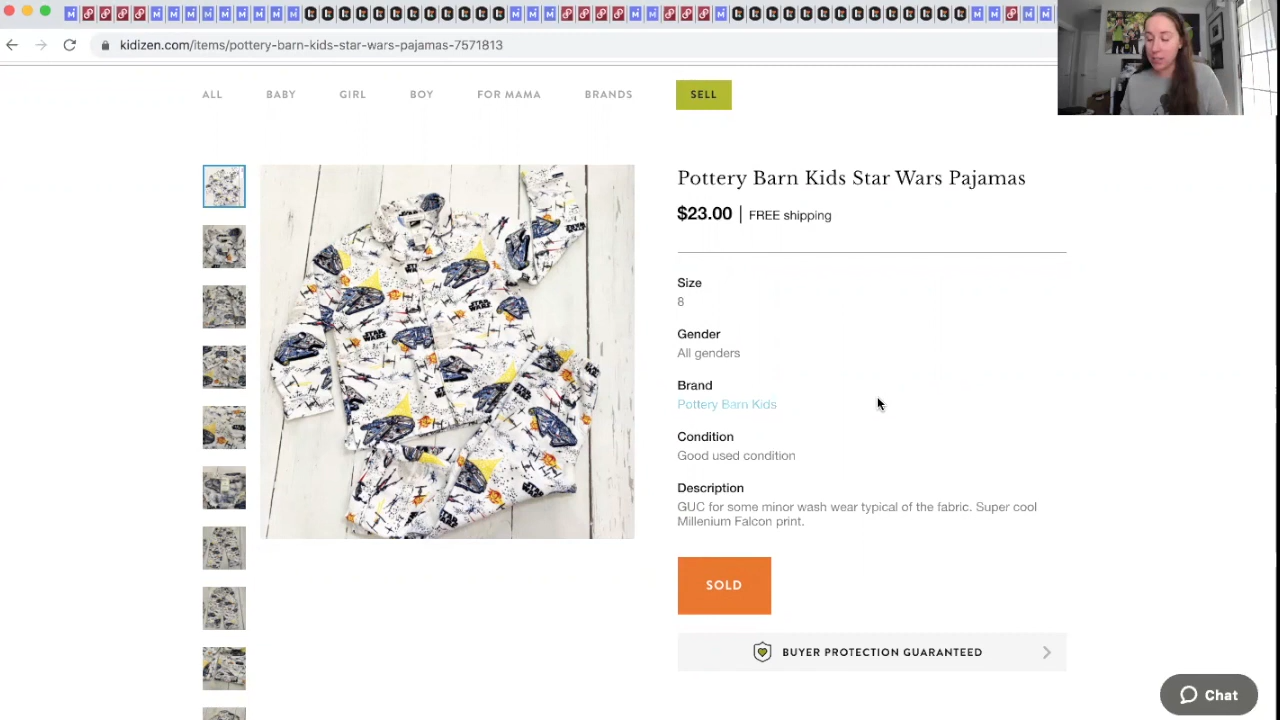 kidizen.com/items/pottery-barn-kids-star-wars-pajamas-7571813
ALL BABY GIRL BOY FOR MAMA BRANDS SELL
Pottery Barn Kids Star Wars Pajamas
$23.00 | FREE shipping
Size
8
Gender
All genders
Brand
Pottery Barn Kids
Condition
Good used condition
Description
GUC for some minor wash wear typical of the fabric. Super cool
Millenium Falcon print.
SOLD
BUYER PROTECTION GUARANTEED
Chat
STAR WARS